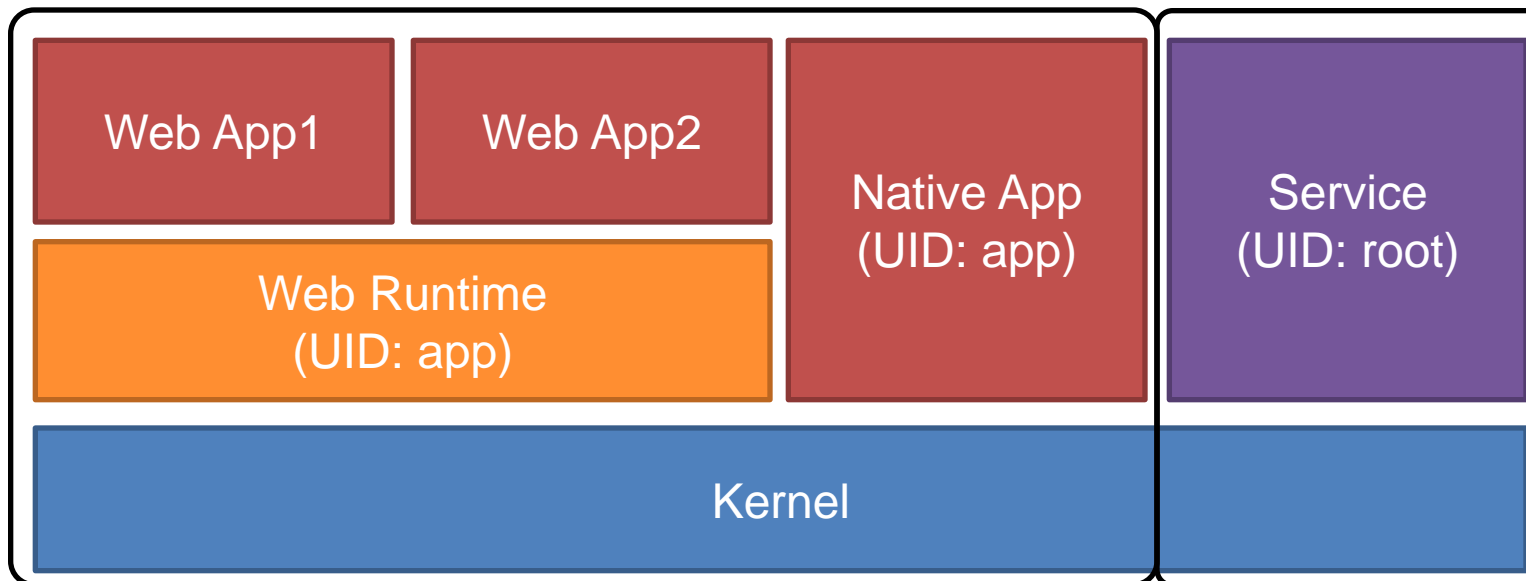 Web App1
Web App2
Native App
(UID: app)
Service
(UID: root)
Web Runtime
(UID: app)
Kernel